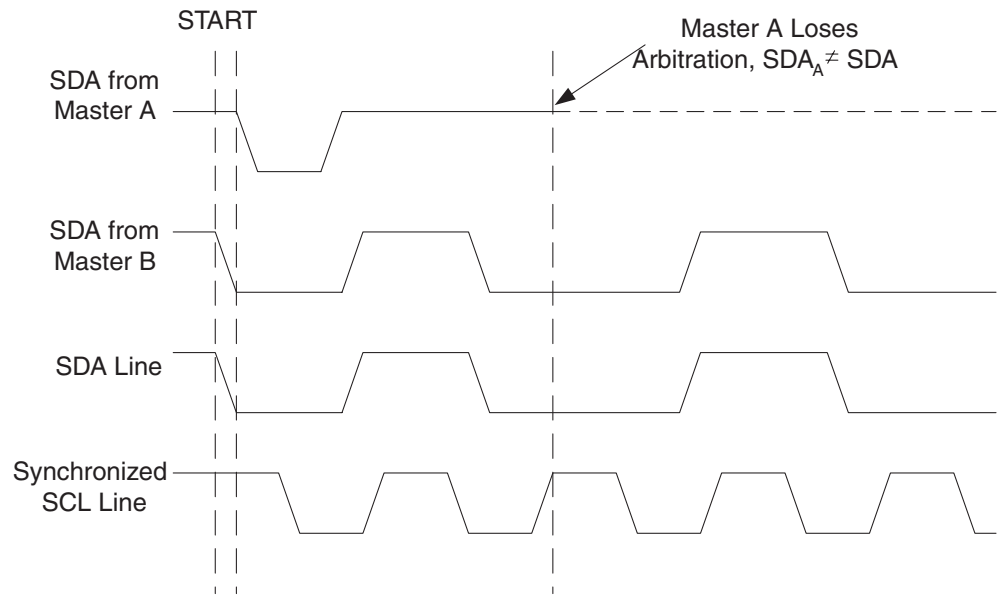 START
Master A Loses
Arbitration, SDA_A ≠ SDA
SDA from
Master A
SDA from
Master B
SDA Line
Synchronized
SCL Line